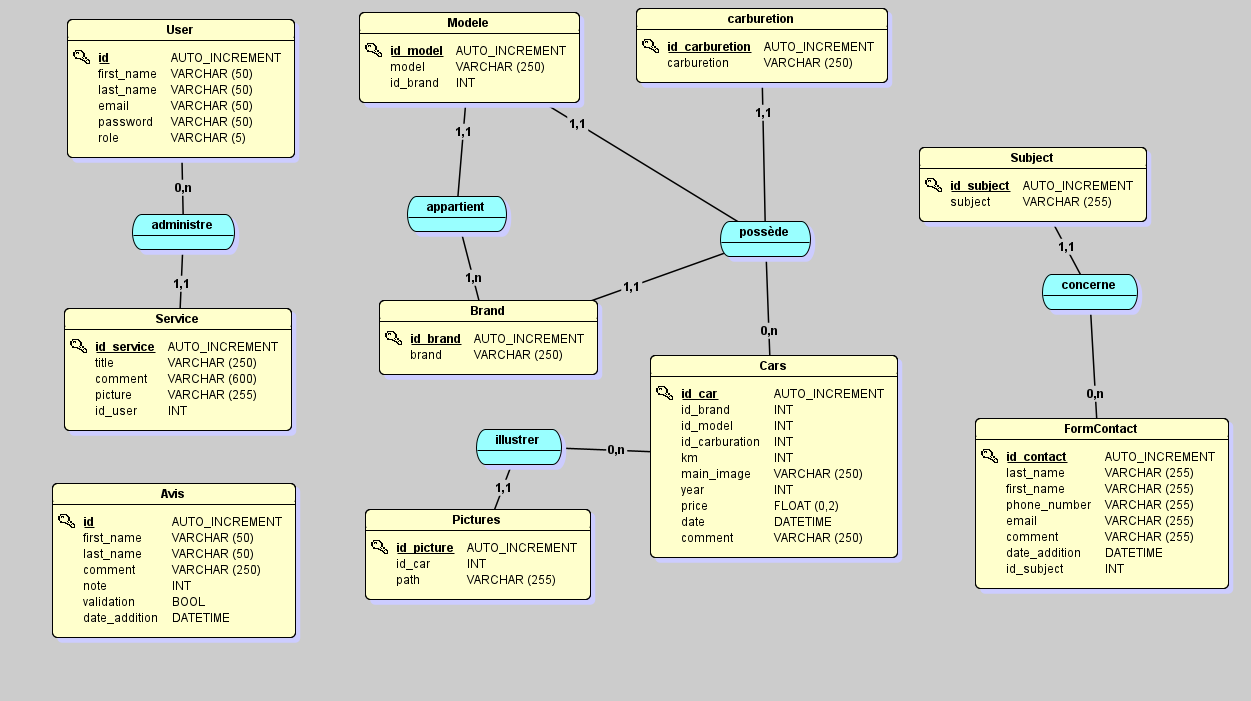 User
id AUTO_INCREMENT
first_name VARCHAR (50)
last_name VARCHAR (50)
email VARCHAR (50)
password VARCHAR (50)
role VARCHAR (5)
0,n
administre
1,1
Service
id_service AUTO_INCREMENT
title VARCHAR (250)
comment VARCHAR (600)
picture VARCHAR (255)
id_user INT
Avis
id AUTO_INCREMENT
first_name VARCHAR (50)
last_name VARCHAR (50)
comment VARCHAR (250)
note INT
validation BOOL
date_addition DATETIME
Modele
id_model AUTO_INCREMENT
model VARCHAR (250)
id_brand INT
1,1
1,1
appartient
1,n
Brand
id_brand AUTO_INCREMENT
brand VARCHAR (250)
carburetion
id_carburetion AUTO_INCREMENT
carburetion VARCHAR (250)
1,1
possède
1,1
0,n
Cars
id_car AUTO_INCREMENT
id_brand INT
id_model INT
id_carburation INT
km INT
main_image VARCHAR (250)
year INT
price FLOAT (0,2)
date DATETIME
comment VARCHAR (250)
illustrer
0,n
1,1
Pictures
id_picture AUTO_INCREMENT
id_car INT
path VARCHAR (255)
Subject
id_subject AUTO_INCREMENT
subject VARCHAR (255)
1,1
concerne
0,n
FormContact
id_contact AUTO_INCREMENT
last_name VARCHAR (255)
first_name VARCHAR (255)
phone_number VARCHAR (255)
email VARCHAR (255)
comment VARCHAR (255)
date_addition DATETIME
id_subject INT